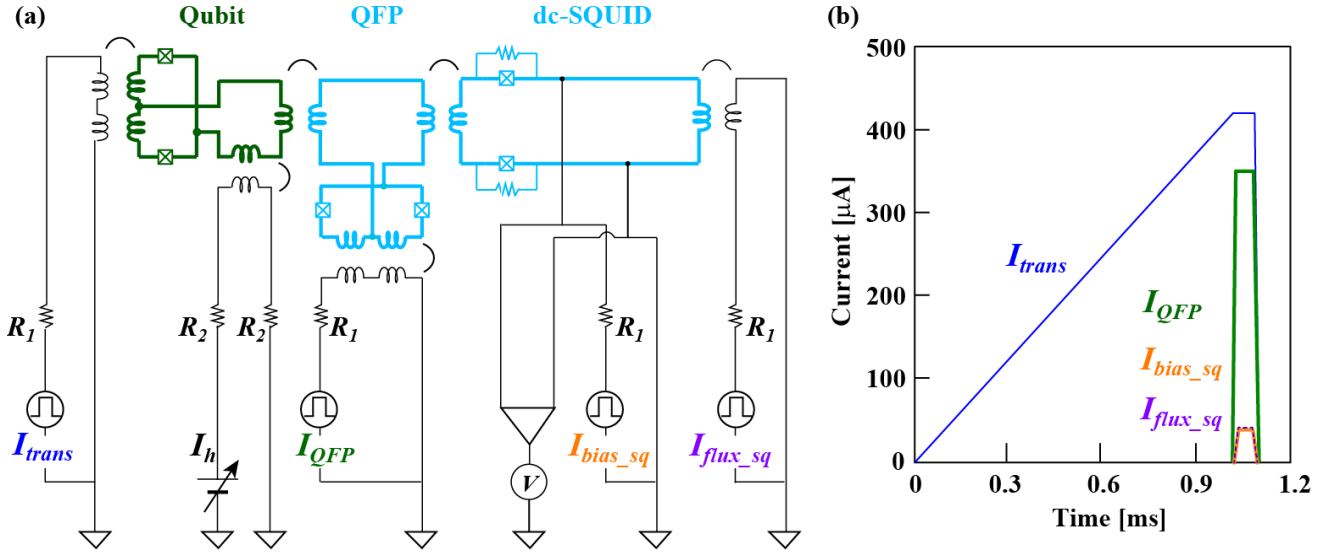 (a)
Qubit
QFP
dc-SQUID
R1
R2
R2
R1
R1
R1
Itrans
Ih
IQFP
V
Ibias_sq
Iflux_sq
(b)
500
400
300
200
100
0
Current [μA]
Itrans
IQFP
Ibias_sq
Iflux_sq
0
0.3
0.6
0.9
1.2
Time [ms]